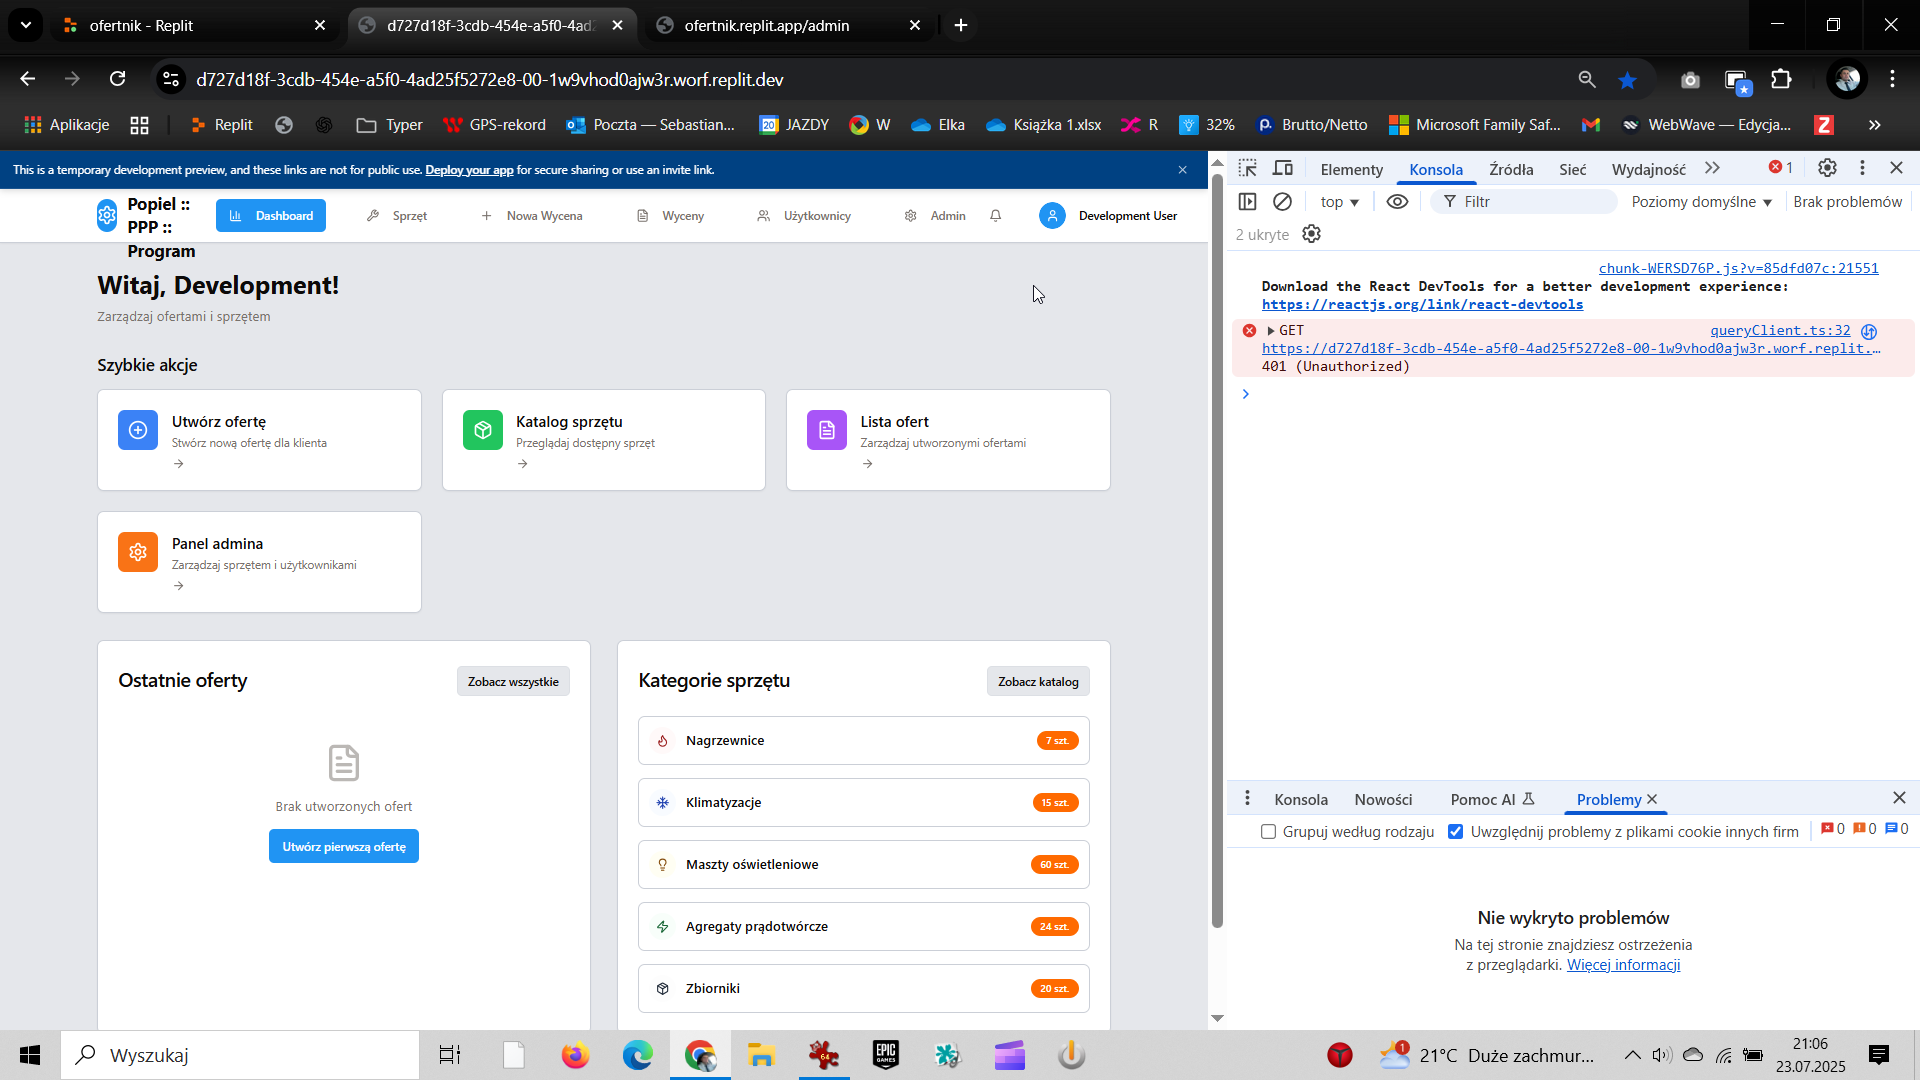 ofertnik - Replit
d727d18f-3cdb-454e-a5f0-4ad2
ofertnik.replit.app/admin
d727d18f-3cdb-454e-a5f0-4ad25f5272e8-00-1w9vhod0ajw3r.worf.replit.dev
Aplikacje
Replit
Typer
GPS-rekord
Poczta — Sebastian...
20 JAZDY
W
Elka
Książka 1.xlsx
R
32%
Brutto/Netto
Microsoft Family Saf...
WebWave — Edycja...
»
This is a temporary development preview, and these links are not for public use. Deploy your app for secure sharing or use an invite link.
Popiel ::
PPP ::
Program
Dashboard
Sprzęt
Nowa Wycena
Wyceny
Użytkownicy
Admin
Development User
Witaj, Development!
Zarządzaj ofertami i sprzętem
Szybkie akcje
Utwórz ofertę
Stwórz nową ofertę dla klienta
Katalog sprzętu
Przeglądaj dostępny sprzęt
Lista ofert
Zarządzaj utworzonymi ofertami
Panel admina
Zarządzaj sprzętem i użytkownikami
Ostatnie oferty
Zobacz wszystkie
Brak utworzonych ofert
Utwórz pierwszą ofertę
Kategorie sprzętu
Zobacz katalog
Nagrzewnice
7 szt.
Klimatyzacje
15 szt.
Maszty oświetleniowe
60 szt.
Agregaty prądotwórcze
24 szt.
Zbiorniki
20 szt.
Elementy
Konsola
Źródła
Sieć
Wydajność
1
top
Filtr
Poziomy domyślne
Brak problemów
2 ukryte
chunk-WERSD76P.js?v=85dfd07c:21551
Download the React DevTools for a better development experience:
https://reactjs.org/link/react-devtools
GET
queryClient.ts:32
https://d727d18f-3cdb-454e-a5f0-4ad25f5272e8-00-1w9vhod0ajw3r.worf.replit.…
401 (Unauthorized)
Konsola
Nowości
Pomoc AI
Problemy
Grupuj według rodzaju
Uwzględnij problemy z plikami cookie innych firm
0
0
0
Nie wykryto problemów
Na tej stronie znajdziesz ostrzeżenia
z przeglądarki. Więcej informacji
Wyszukaj
64
EPIC
GAMES
1
21°C Duże zachmur...
21:06
23.07.2025